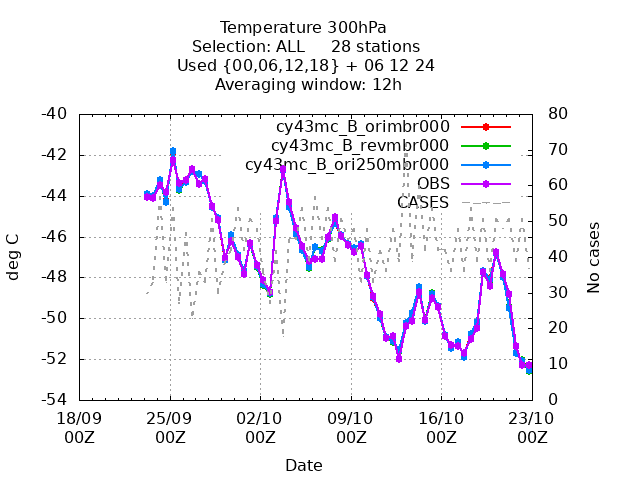 Temperature 300hPa
Selection: ALL 28 stations
Used {00,06,12,18} + 06 12 24
Averaging window: 12h
cy43mc_B_orimbr000
cy43mc_B_revmbr000
cy43mc_B_ori250mbr000
OBS
CASES
-40
-42
-44
-46
-48
-50
-52
-54
deg C
80
70
60
50
40
30
20
10
0
No cases
18/09 25/09 02/10 09/10 16/10 23/10
00Z 00Z 00Z 00Z 00Z 00Z
Date